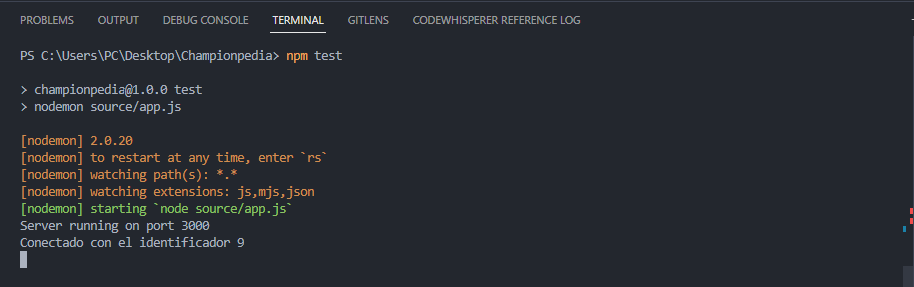 PROBLEMS OUTPUT DEBUG CONSOLE TERMINAL GITLENS CODEWHISPERER REFERENCE LOG
PS C:\Users\PC\Desktop\Championpedia> npm test
> championpedia@1.0.0 test
> nodemon source/app.js
[nodemon] 2.0.20
[nodemon] to restart at any time, enter `rs`
[nodemon] watching path(s): *.*
[nodemon] watching extensions: js,mjs,json
[nodemon] starting `node source/app.js`
Server running on port 3000
Conectado con el identificador 9